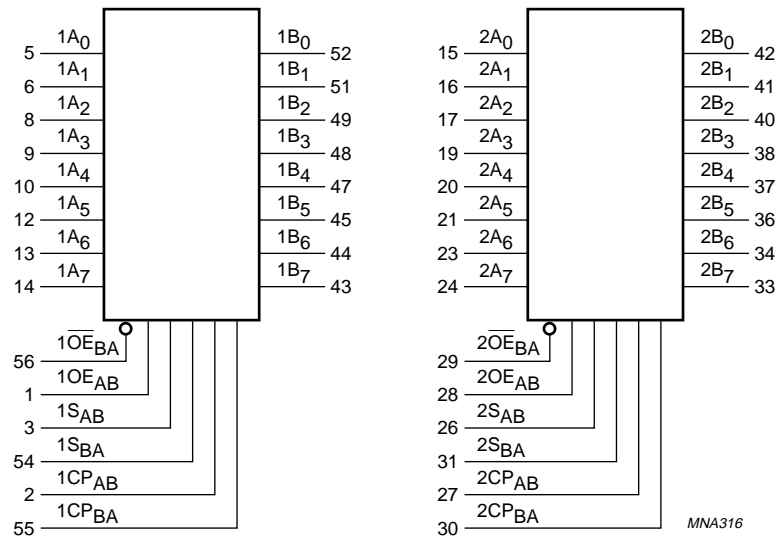 1A0 1B0
5 52
1A1 1B1
6 51
1A2 1B2
8 49
1A3 1B3
9 48
1A4 1B4
10 47
1A5 1B5
12 45
1A6 1B6
13 44
1A7 1B7
14 43
1O̅E̅BA
56
1OEAB
1
1SAB
3
1SBA
54
1CPAB
2
1CPBA
55
2A0 2B0
15 42
2A1 2B1
16 41
2A2 2B2
17 40
2A3 2B3
19 38
2A4 2B4
20 37
2A5 2B5
21 36
2A6 2B6
23 34
2A7 2B7
24 33
2O̅E̅BA
29
2OEAB
28
2SAB
26
2SBA
31
2CPAB
27
2CPBA
30
MNA316